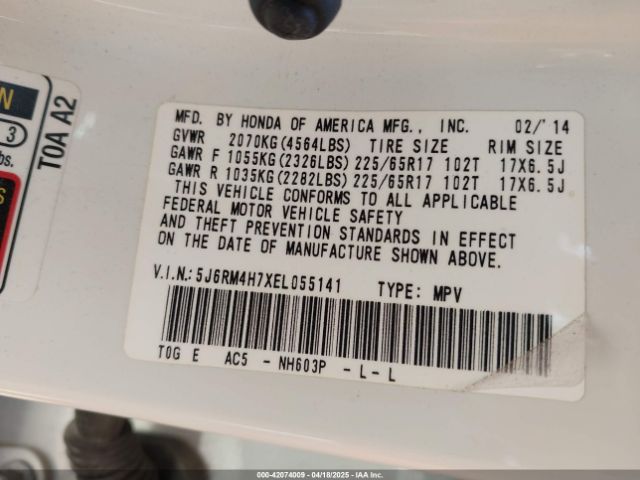 MFD. BY HONDA OF AMERICA MFG., INC. 02/'14
GVWR 2070KG(4564LBS) TIRE SIZE RIM SIZE
GAWR F 1055KG(2326LBS) 225/65R17 102T 17X6.5J
GAWR R 1035KG(2282LBS) 225/65R17 102T 17X6.5J
THIS VEHICLE CONFORMS TO ALL APPLICABLE
FEDERAL MOTOR VEHICLE SAFETY
AND THEFT PREVENTION STANDARDS IN EFFECT
ON THE DATE OF MANUFACTURE SHOWN ABOVE.
V.I.N.: 5J6RM4H7XEL055141 TYPE: MPV
TOG E AC5 - NH603P - L - L
TOA A2
N
3
bs.
S
000-42074009 - 04/18/2025 - IAA Inc.